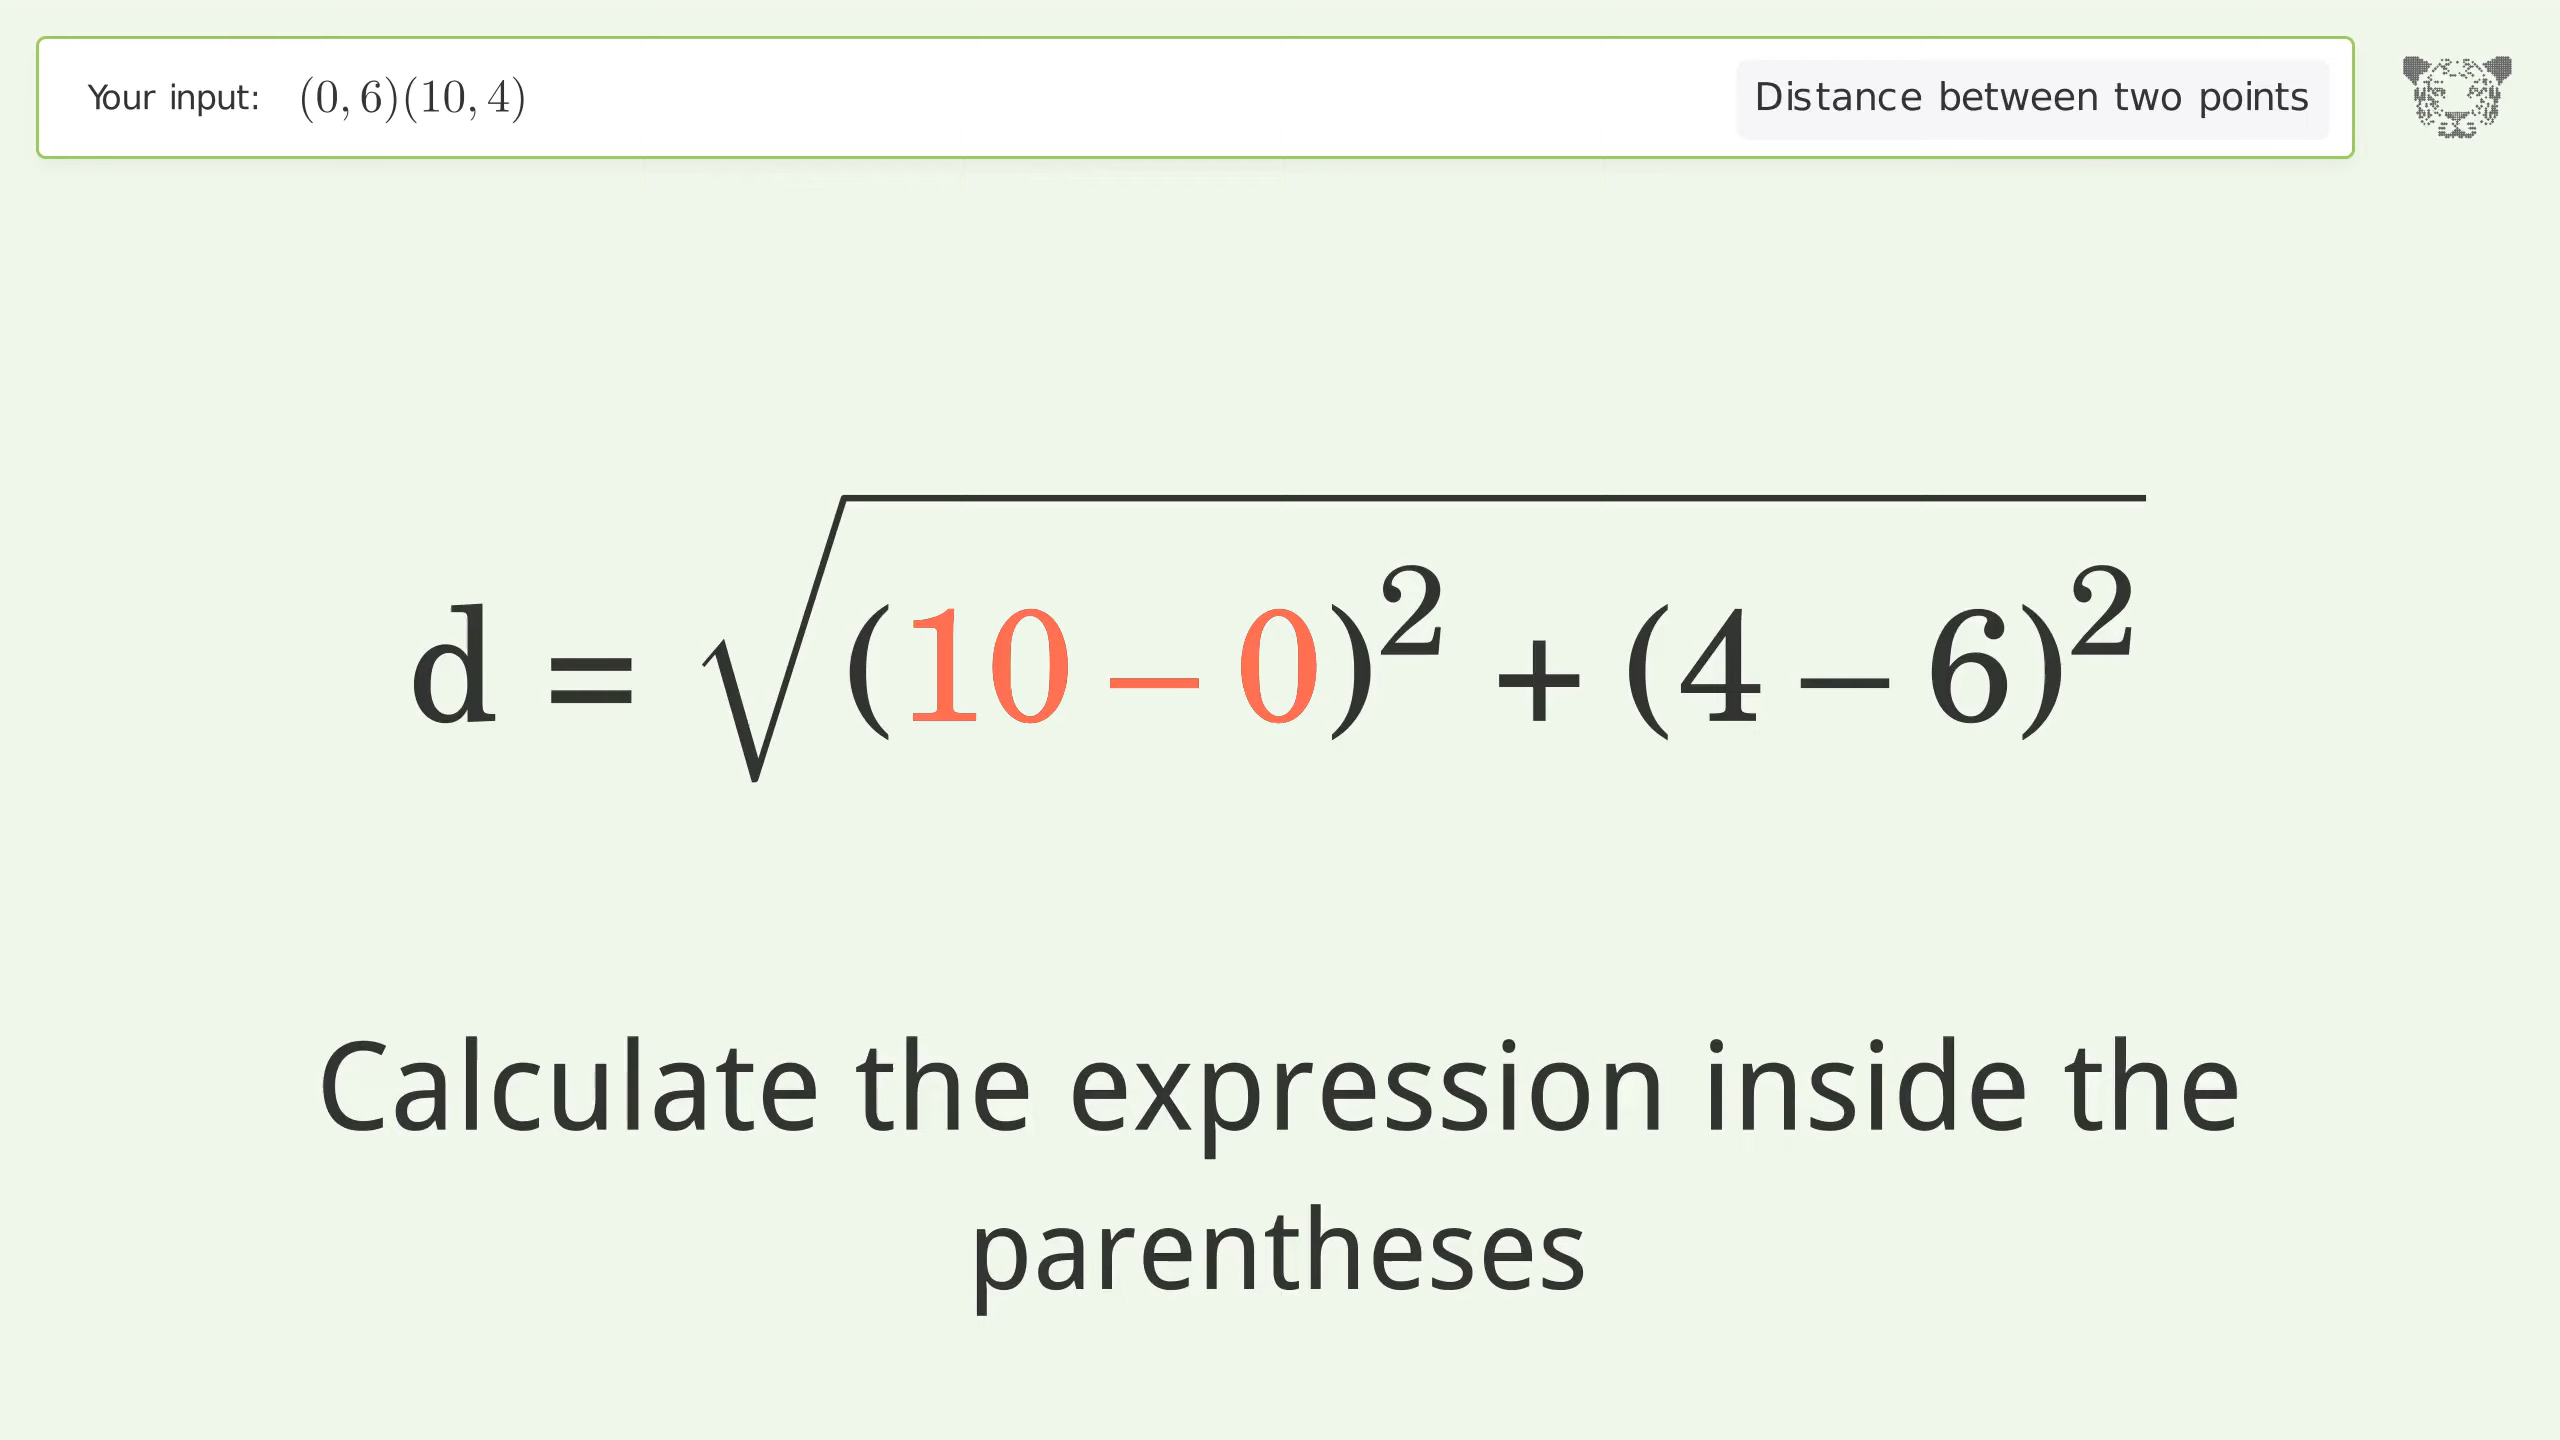 Your input: (0, 6)(10, 4)
Distance between two points
d = √(10 – 0)² + (4 – 6)²
Calculate the expression inside the
parentheses